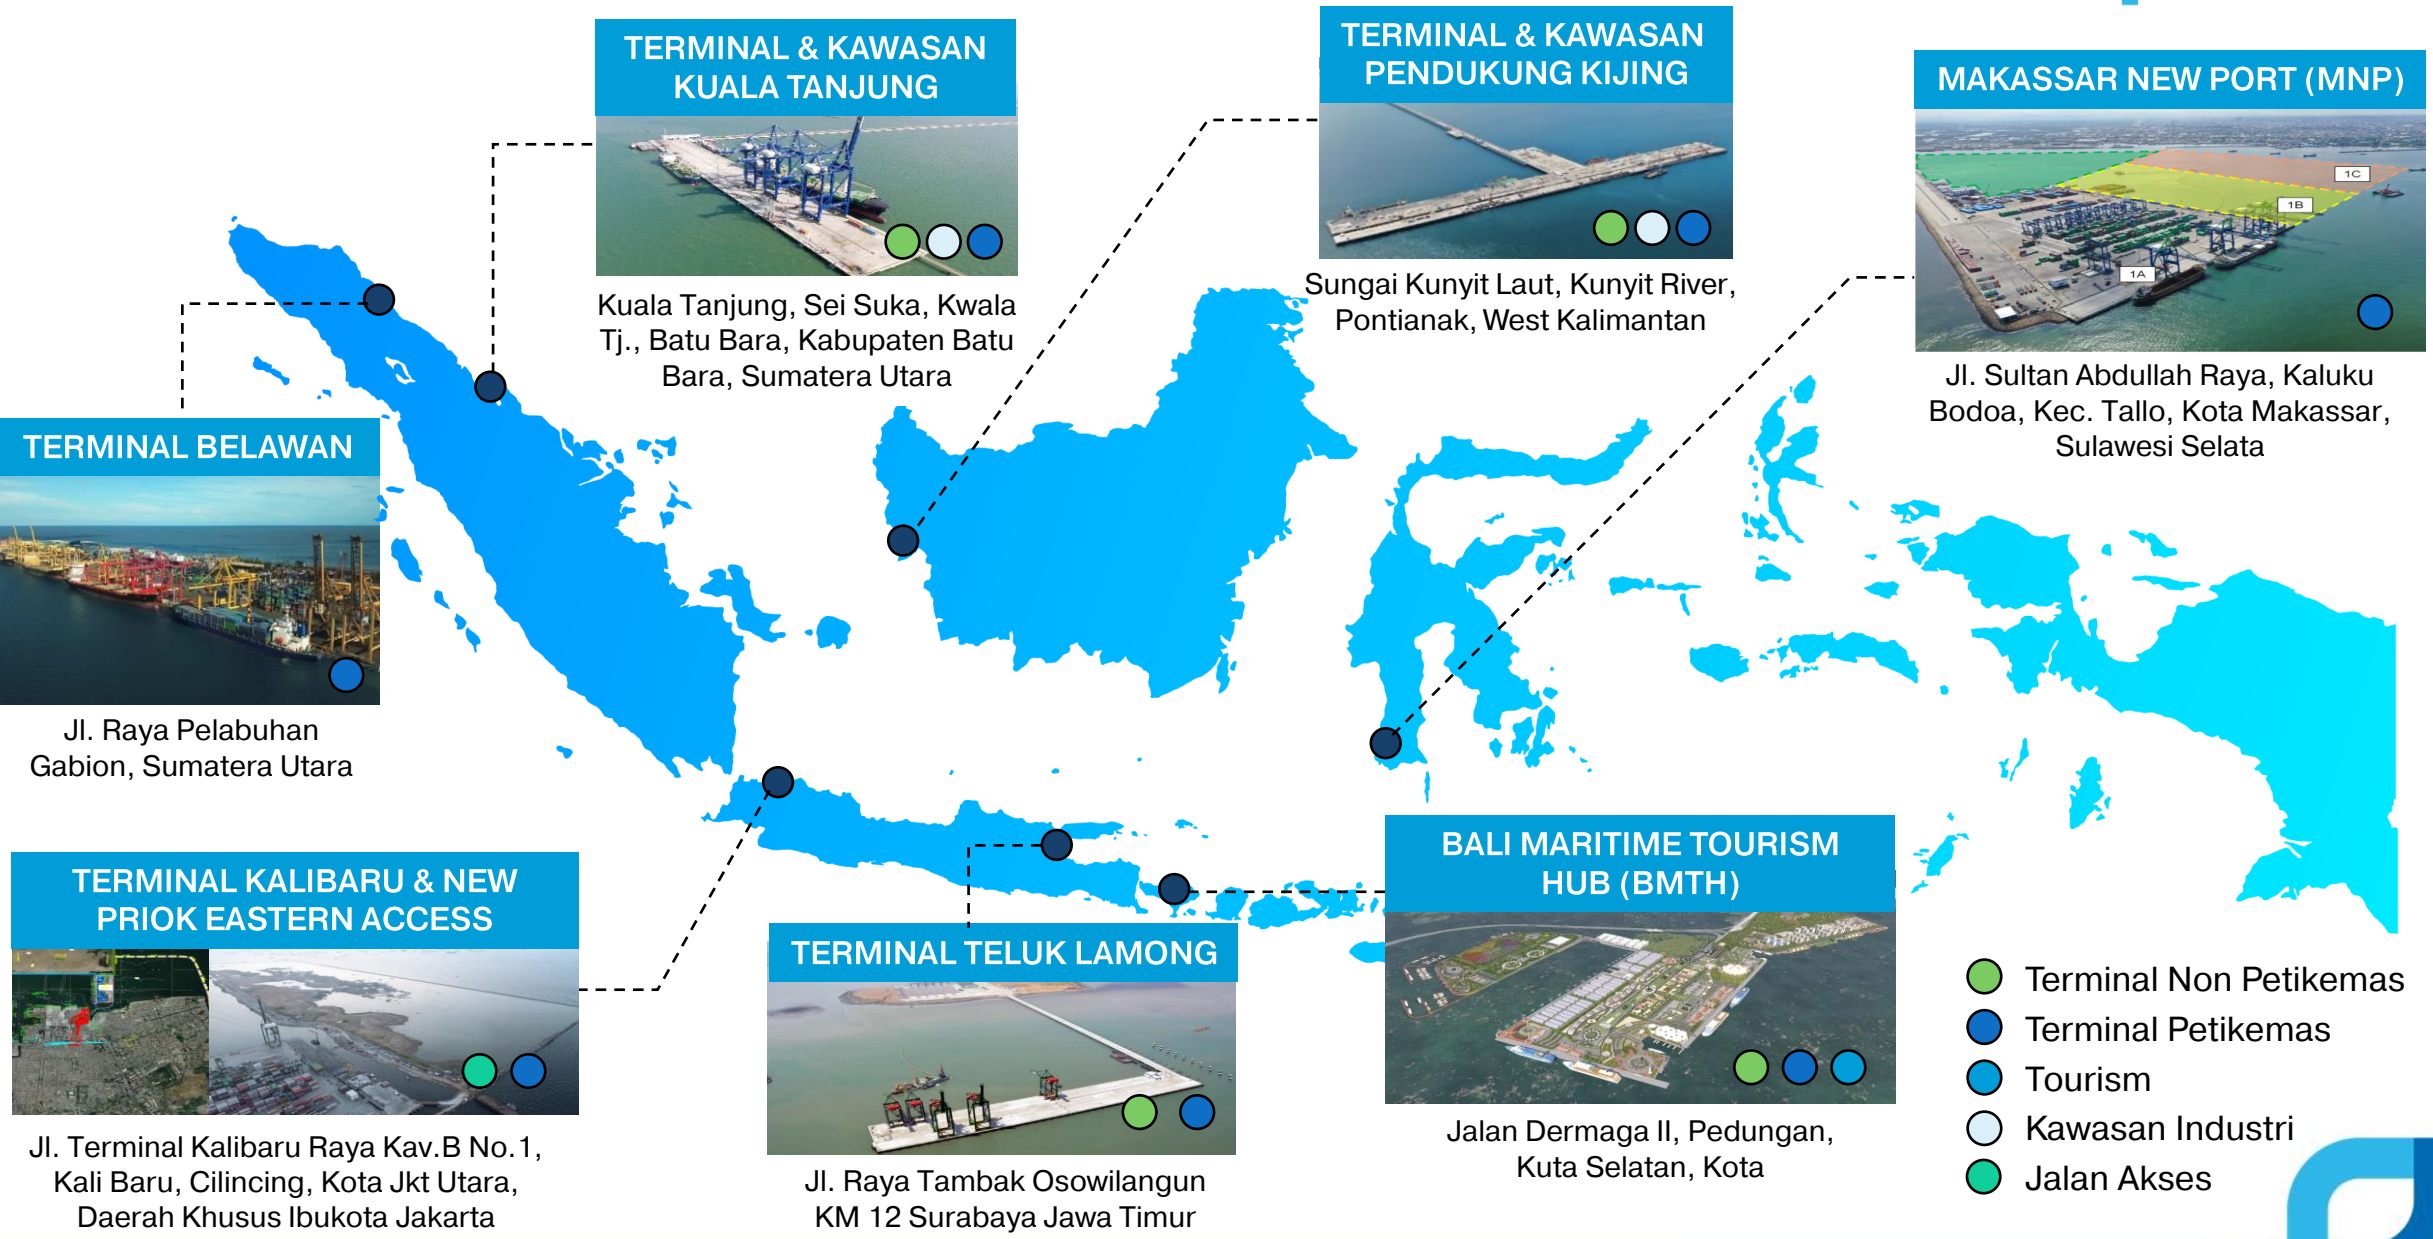 TERMINAL & KAWASAN
KUALA TANJUNG
Kuala Tanjung, Sei Suka, Kwala
Tj., Batu Bara, Kabupaten Batu
Bara, Sumatera Utara
TERMINAL & KAWASAN
PENDUKUNG KIJING
Sungai Kunyit Laut, Kunyit River,
Pontianak, West Kalimantan
MAKASSAR NEW PORT (MNP)
1C
1B
1A
Jl. Sultan Abdullah Raya, Kaluku
Bodoa, Kec. Tallo, Kota Makassar,
Sulawesi Selata
TERMINAL BELAWAN
Jl. Raya Pelabuhan
Gabion, Sumatera Utara
TERMINAL KALIBARU & NEW
PRIOK EASTERN ACCESS
Jl. Terminal Kalibaru Raya Kav.B No.1,
Kali Baru, Cilincing, Kota Jkt Utara,
Daerah Khusus Ibukota Jakarta
TERMINAL TELUK LAMONG
Jl. Raya Tambak Osowilangun
KM 12 Surabaya Jawa Timur
BALI MARITIME TOURISM
HUB (BMTH)
Jalan Dermaga II, Pedungan,
Kuta Selatan, Kota
Terminal Non Petikemas
Terminal Petikemas
Tourism
Kawasan Industri
Jalan Akses